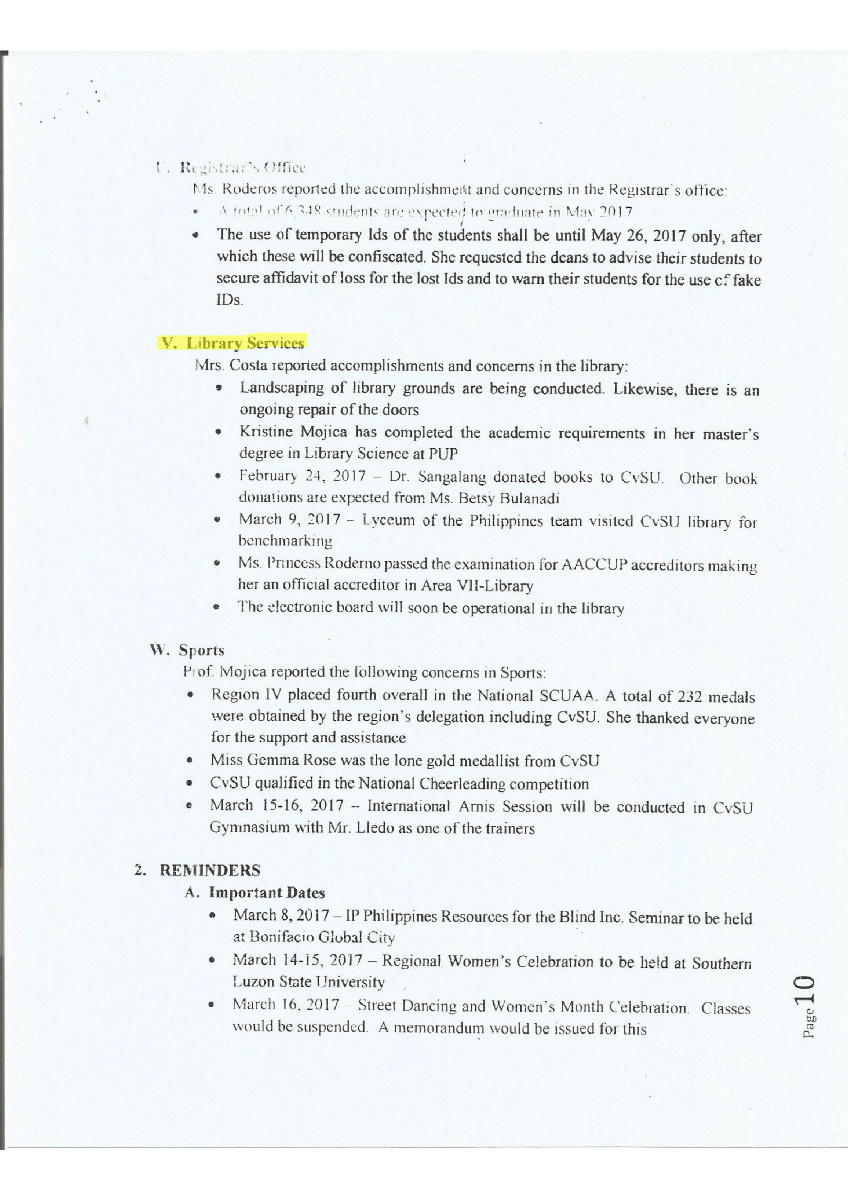 U. Registrar's Office
Ms. Roderos reported the accomplishment and concerns in the Registrar's office:
• A total of 6,348 students are expected to graduate in May 2017
• The use of temporary Ids of the students shall be until May 26, 2017 only, after
which these will be confiscated. She requested the deans to advise their students to
secure affidavit of loss for the lost Ids and to warn their students for the use of fake
IDs.
V. Library Services
Mrs. Costa reported accomplishments and concerns in the library:
• Landscaping of library grounds are being conducted. Likewise, there is an
ongoing repair of the doors
• Kristine Mojica has completed the academic requirements in her master's
degree in Library Science at PUP
• February 24, 2017 – Dr. Sangalang donated books to CvSU. Other book
donations are expected from Ms. Betsy Bulanadi
• March 9, 2017 – Lyceum of the Philippines team visited CvSU library for
benchmarking
• Ms. Princess Roderno passed the examination for AACCUP accreditors making
her an official accreditor in Area VII-Library
• The electronic board will soon be operational in the library
W. Sports
Prof. Mojica reported the following concerns in Sports:
• Region IV placed fourth overall in the National SCUAA. A total of 232 medals
were obtained by the region's delegation including CvSU. She thanked everyone
for the support and assistance
• Miss Gemma Rose was the lone gold medallist from CvSU
• CvSU qualified in the National Cheerleading competition
• March 15-16, 2017 – International Arnis Session will be conducted in CvSU
Gymnasium with Mr. Lledo as one of the trainers
2. REMINDERS
A. Important Dates
• March 8, 2017 – IP Philippines Resources for the Blind Inc. Seminar to be held
at Bonifacio Global City
• March 14-15, 2017 – Regional Women's Celebration to be held at Southern
Luzon State University
• March 16, 2017 – Street Dancing and Women's Month Celebration. Classes
would be suspended. A memorandum would be issued for this
Page 10